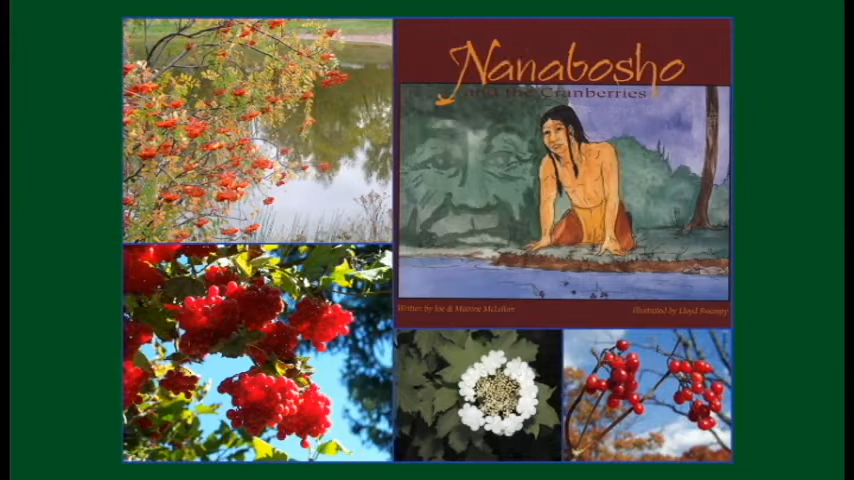 Nanabosho
and the Cranberries
Written by Joe & Matrine McLellan
Illustrated by Lloyd Swampy